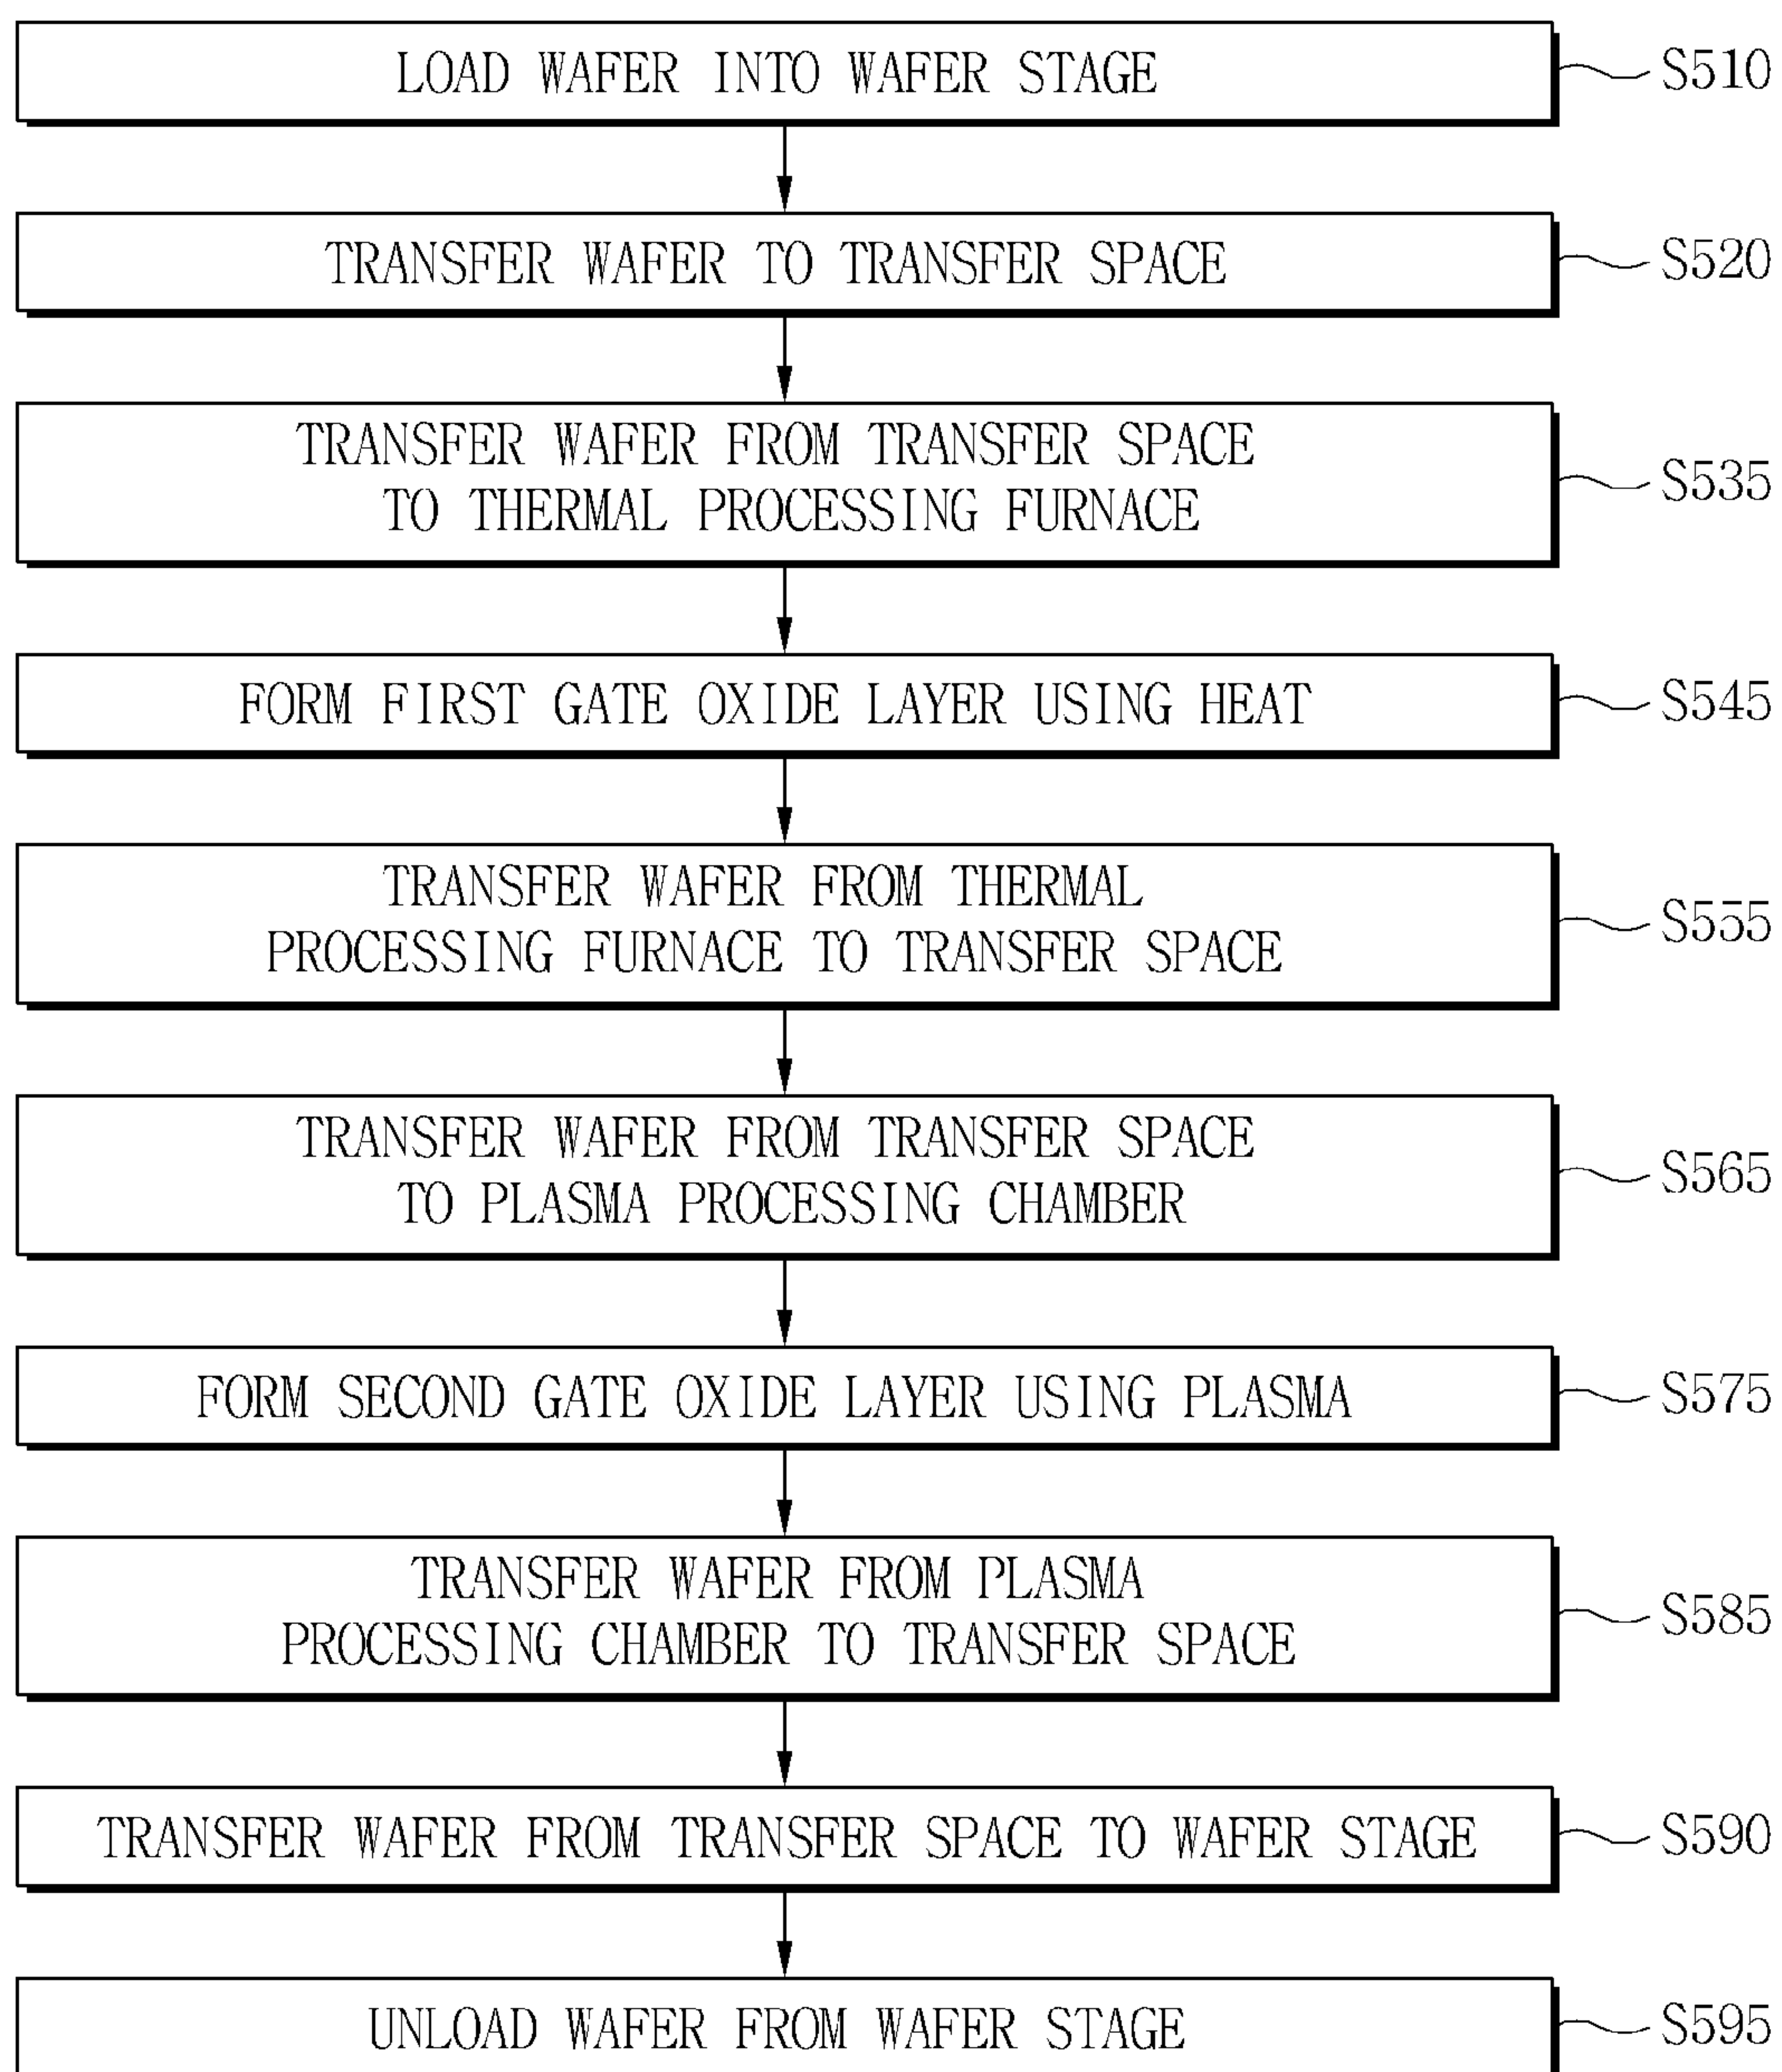 LOAD WAFER INTO WAFER STAGE
S510
TRANSFER WAFER TO TRANSFER SPACE
S520
TRANSFER WAFER FROM TRANSFER SPACE
TO THERMAL PROCESSING FURNACE
S535
FORM FIRST GATE OXIDE LAYER USING HEAT
S545
TRANSFER WAFER FROM THERMAL
PROCESSING FURNACE TO TRANSFER SPACE
S555
TRANSFER WAFER FROM TRANSFER SPACE
TO PLASMA PROCESSING CHAMBER
S565
FORM SECOND GATE OXIDE LAYER USING PLASMA
S575
TRANSFER WAFER FROM PLASMA
PROCESSING CHAMBER TO TRANSFER SPACE
S585
TRANSFER WAFER FROM TRANSFER SPACE TO WAFER STAGE
S590
UNLOAD WAFER FROM WAFER STAGE
S595